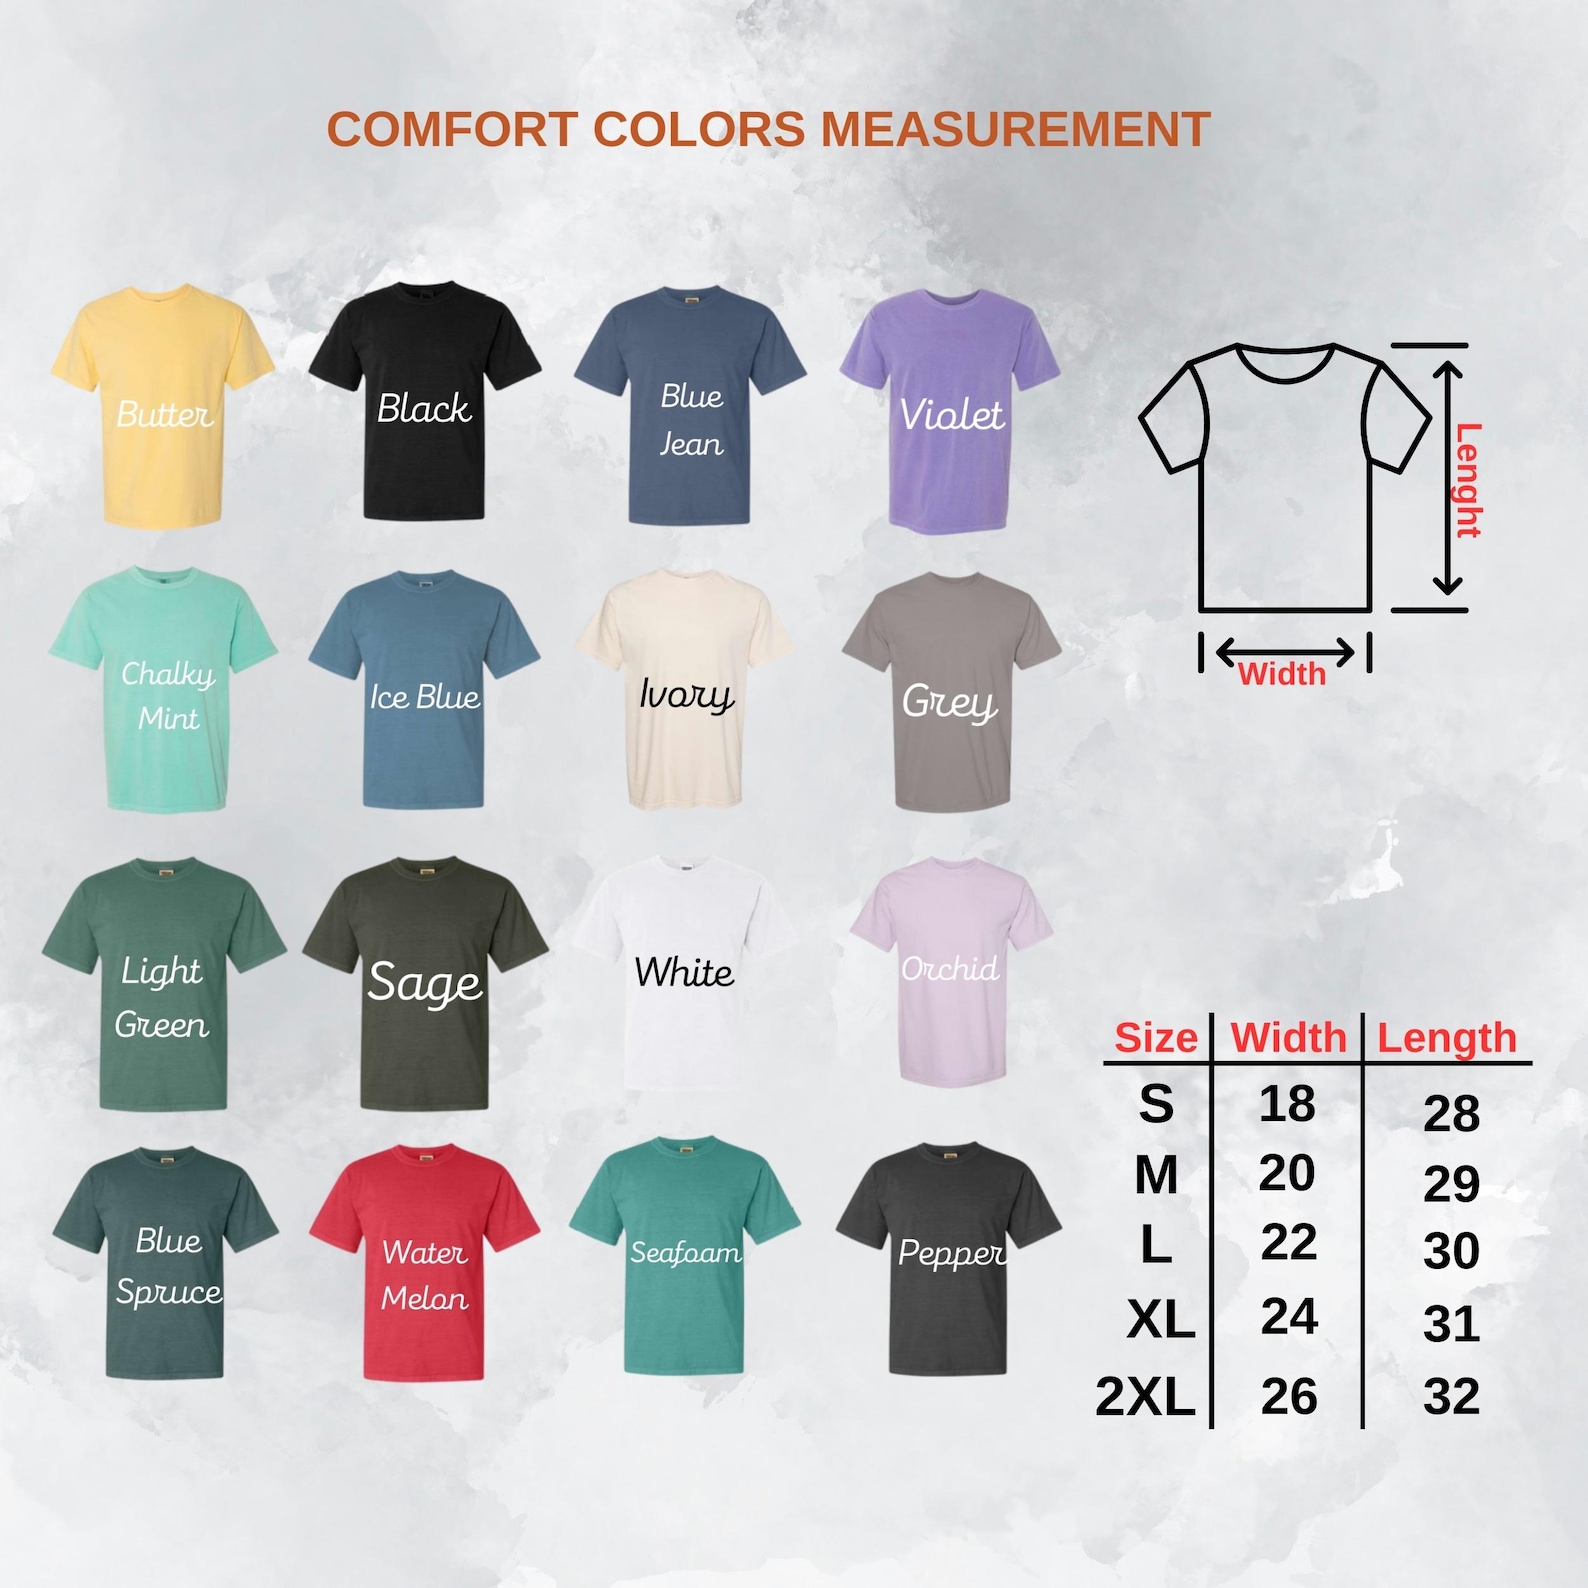 COMFORT COLORS MEASUREMENT
Butter
Black
Blue
Jean
Violet
Chalky
Mint
Ice Blue
Ivory
Grey
Light
Green
Sage
White
Orchid
Blue
Spruce
Water
Melon
Seafoam
Pepper
Lenght
Width
Size Width Length
S 18 28
M 20 29
L 22 30
XL 24 31
2XL 26 32